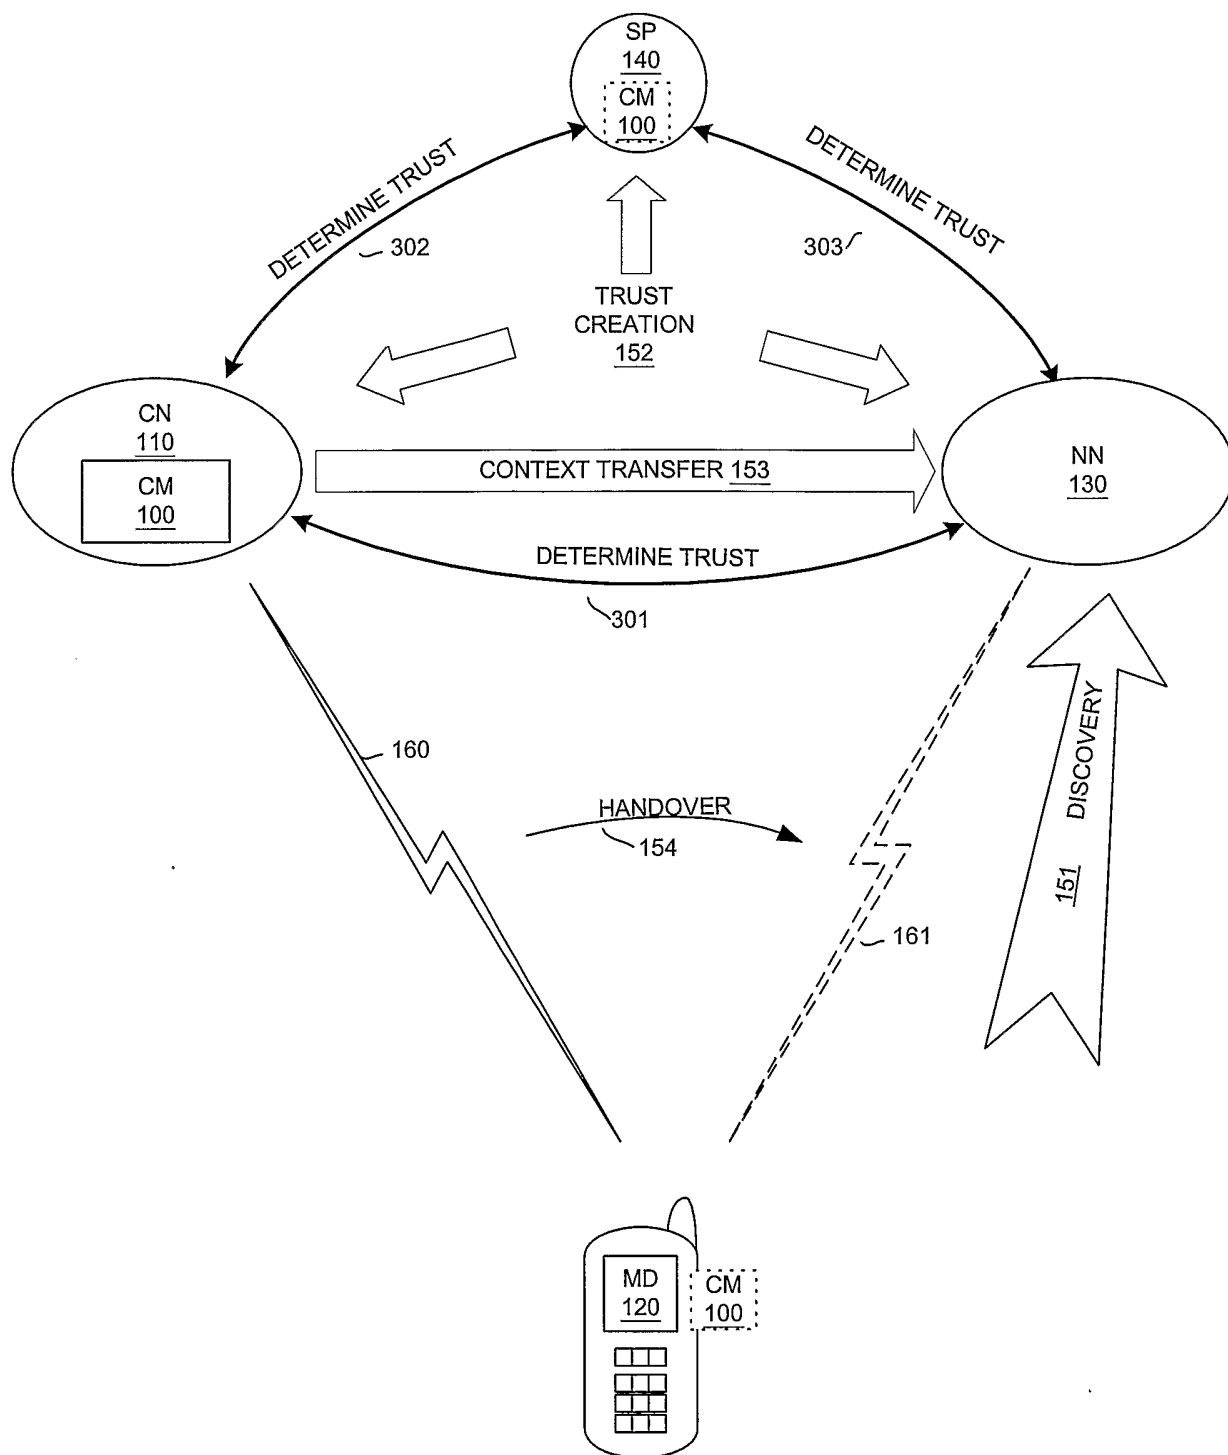 SP
140
CM
100
DETERMINE TRUST
302
DETERMINE TRUST
303
TRUST
CREATION
152
CN
110
CM
100
CONTEXT TRANSFER 153
NN
130
DETERMINE TRUST
301
160
HANDOVER
154
161
DISCOVERY
151
MD
120
CM
100